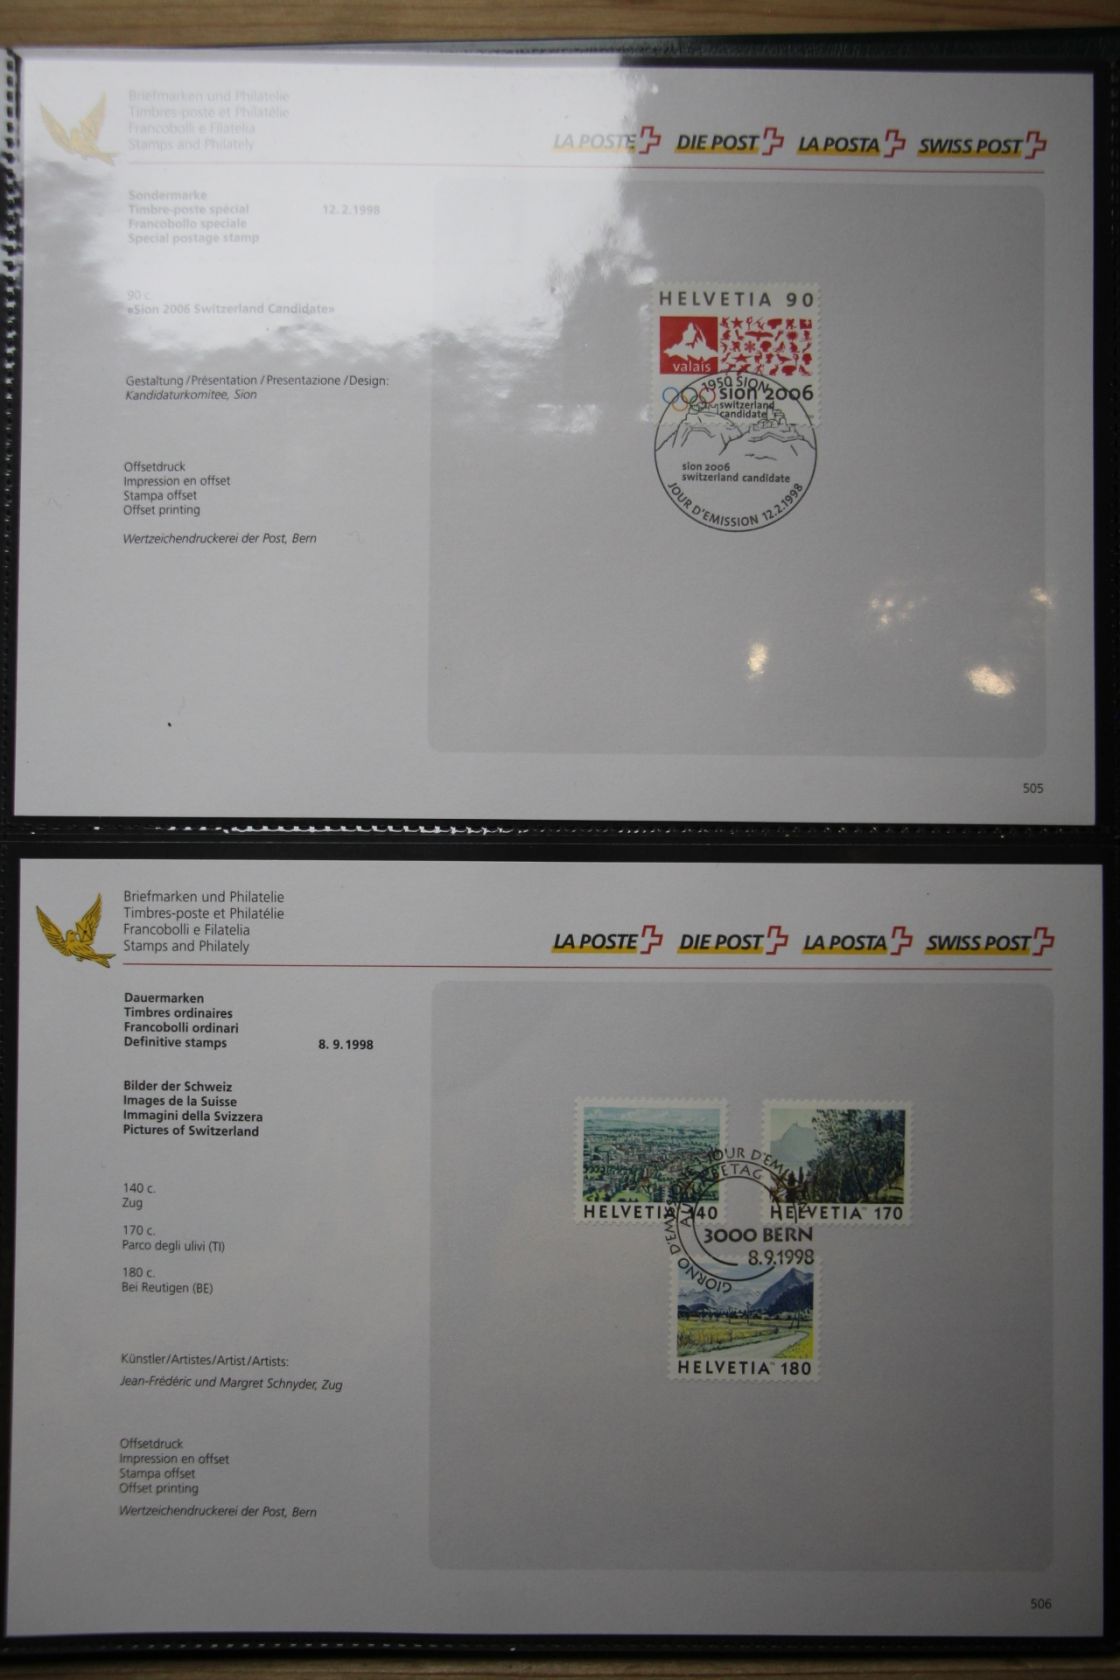 Briefmarken und Philatelie
Timbres-poste et Philatélie
Francobolli e Filatelia
Stamps and Philately
LA POSTE DIE POST LA POSTA SWISS POST
Sondermarke
Timbre-poste spécial 12.2.1998
Francobollo speciale
Special postage stamp
90 c.
«Sion 2006 Switzerland Candidate»
Gestaltung/Présentation/Presentazione/Design:
Kandidaturkomitee, Sion
Offsetdruck
Impression en offset
Stampa offset
Offset printing
Wertzeichendruckerei der Post, Bern
HELVETIA 90
valais
sion 2006
switzerland
candidate
1950 SION
sion 2006
switzerland candidate
JOUR D'EMISSION 12.2.1998
505
Briefmarken und Philatelie
Timbres-poste et Philatélie
Francobolli e Filatelia
Stamps and Philately
LA POSTE DIE POST LA POSTA SWISS POST
Dauermarken
Timbres ordinaires
Francobolli ordinari
Definitive stamps 8.9.1998
Bilder der Schweiz
Images de la Suisse
Immagini della Svizzera
Pictures of Switzerland
140 c.
Zug
170 c.
Parco degli ulivi (TI)
180 c.
Bei Reutigen (BE)
Künstler/Artistes/Artist/Artists:
Jean-Frédéric und Margret Schnyder, Zug
Offsetdruck
Impression en offset
Stampa offset
Offset printing
Wertzeichendruckerei der Post, Bern
HELVETIA 140
HELVETIA 170
JOUR D'EMISSION
GIORNO D'EMISSIONE
AUSGABETAG
3000 BERN
8.9.1998
HELVETIA 180
506